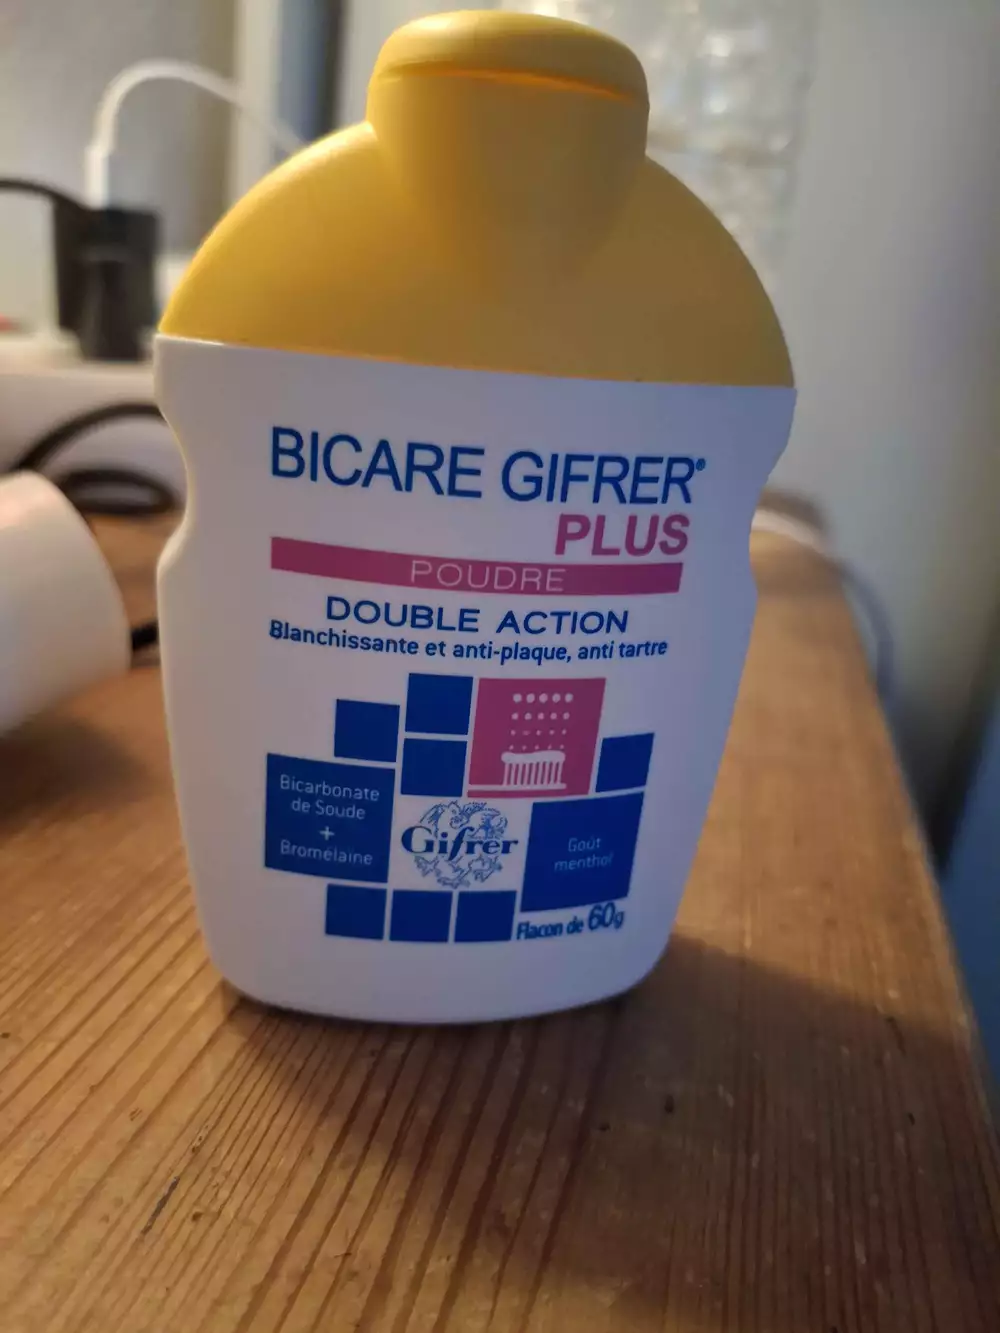 BICARE GIFRER®
PLUS
POUDRE
DOUBLE ACTION
Blanchissante et anti-plaque, anti tartre
Bicarbonate
de Soude
+
Bromélaïne
Gifrer
Goût
menthol
Flacon de 60g